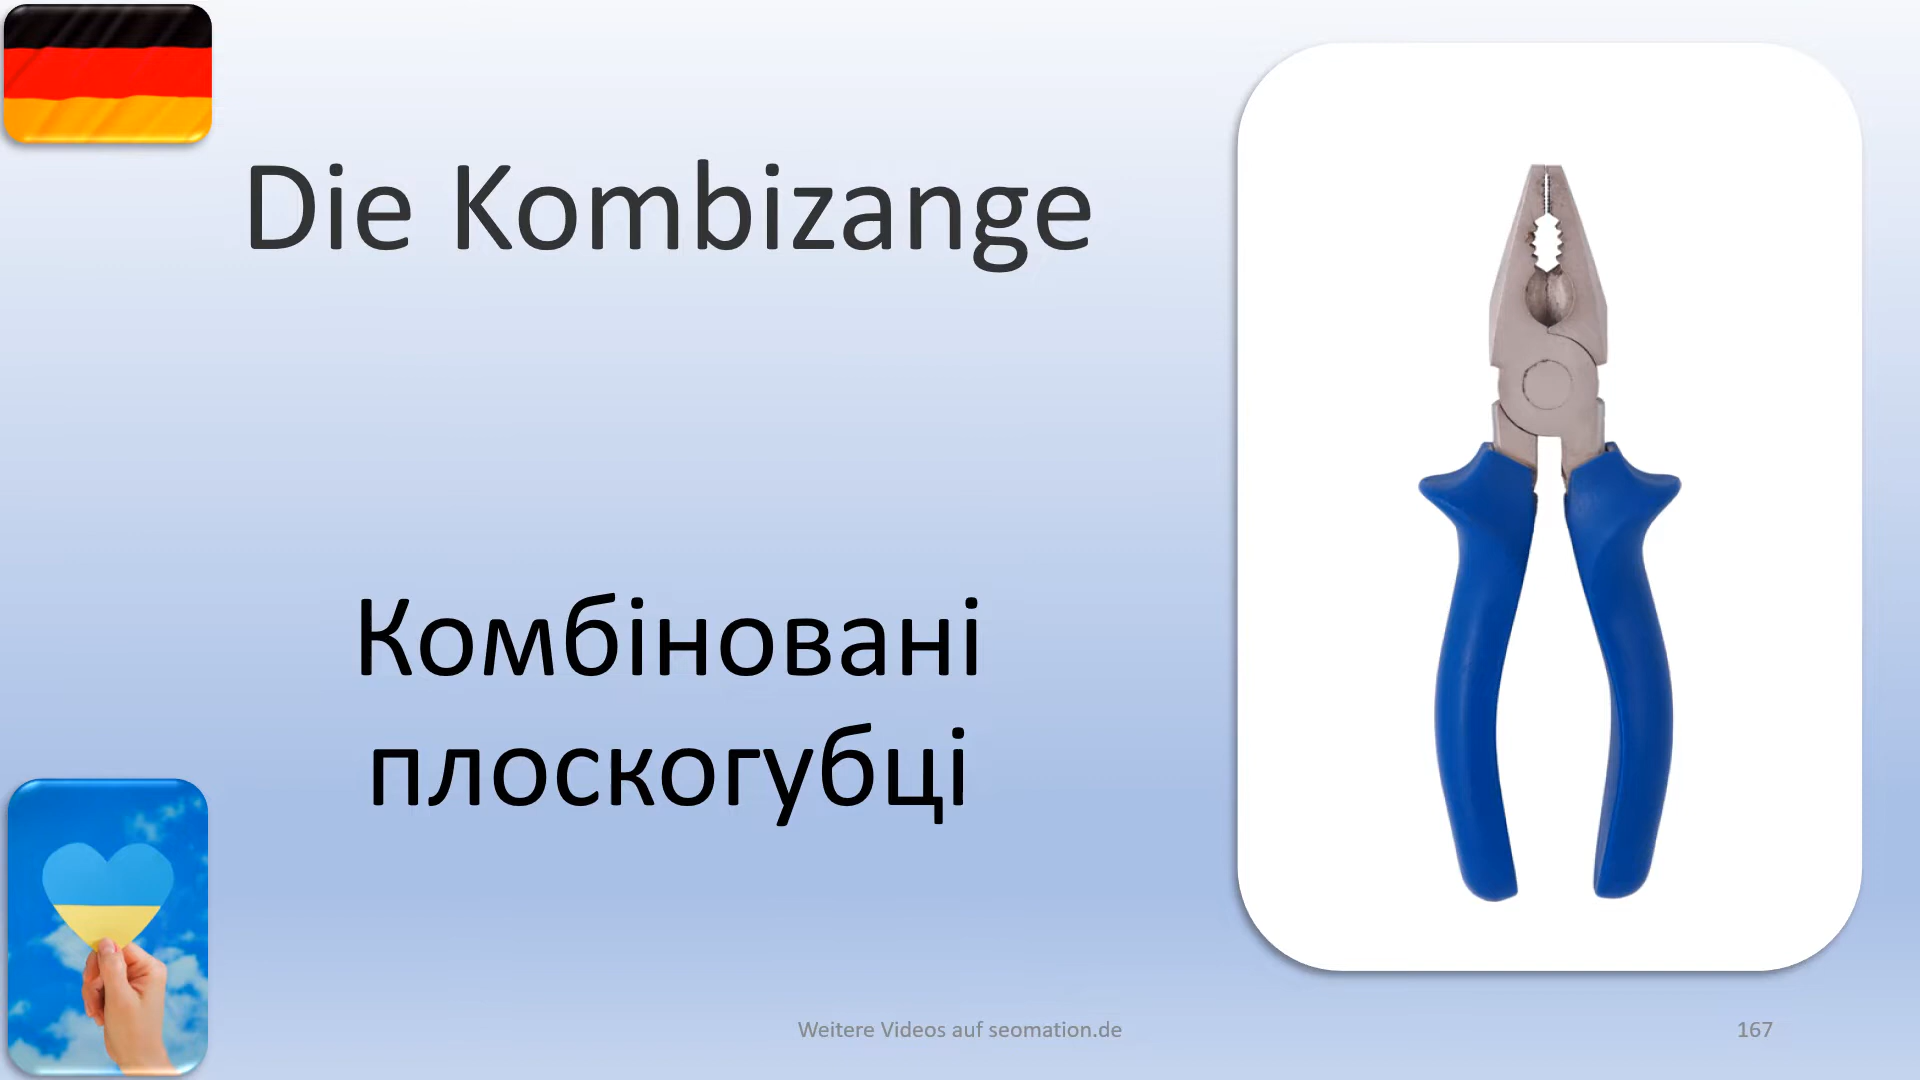 Die Kombizange
Комбіновані
плоскогубці
Weitere Videos auf seomation.de
167